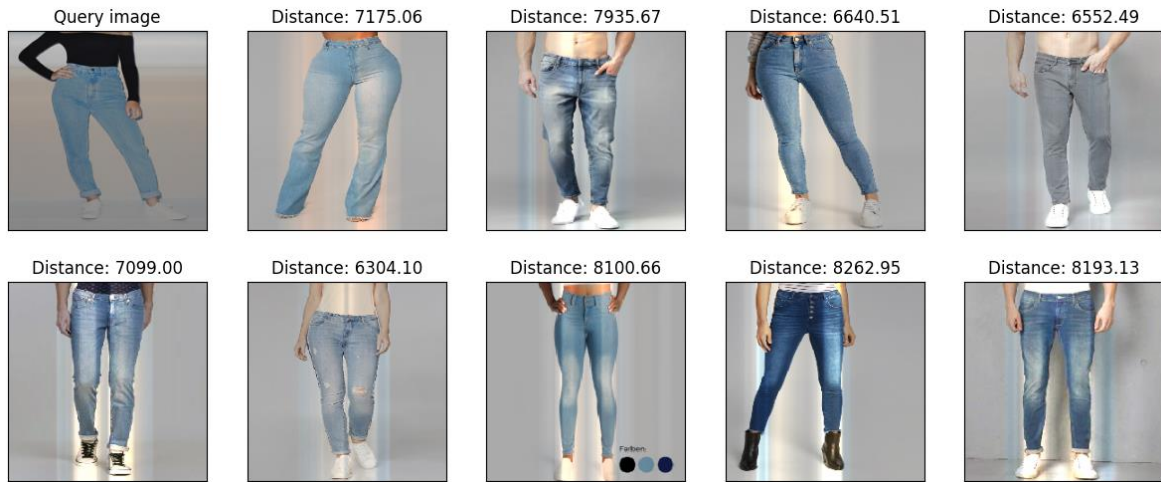 Query image
Distance: 7175.06
Distance: 7935.67
Distance: 6640.51
Distance: 6552.49
Distance: 7099.00
Distance: 6304.10
Distance: 8100.66
Farben:
Distance: 8262.95
Distance: 8193.13